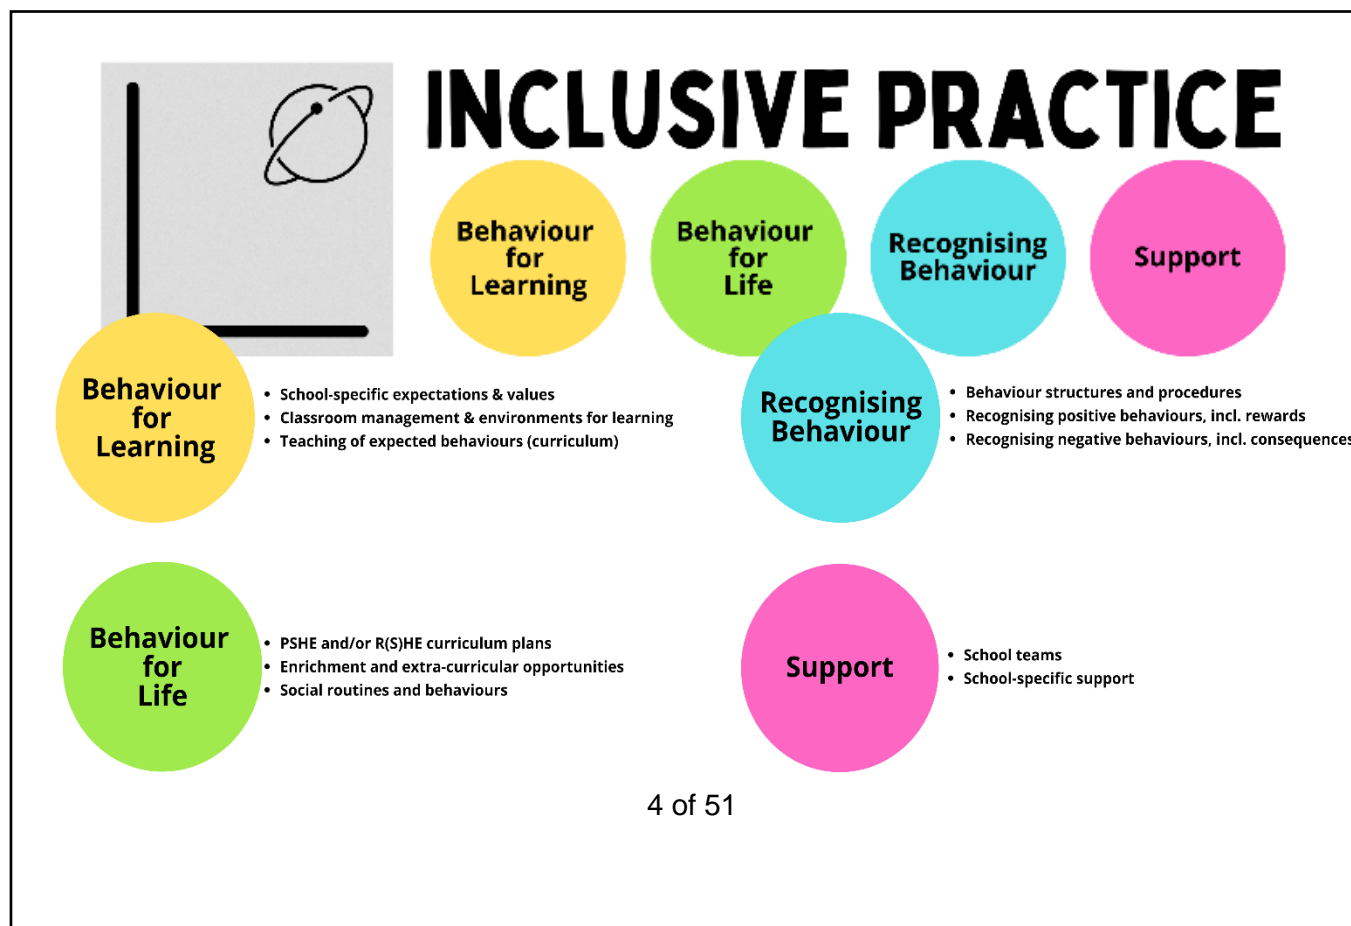 INCLUSIVE PRACTICE
Behaviour
for
Learning
Behaviour
for
Life
Recognising
Behaviour
Support
Behaviour
for
Learning
• School-specific expectations & values
• Classroom management & environments for learning
• Teaching of expected behaviours (curriculum)
Recognising
Behaviour
• Behaviour structures and procedures
• Recognising positive behaviours, incl. rewards
• Recognising negative behaviours, incl. consequences
Behaviour
for
Life
• PSHE and/or R(S)HE curriculum plans
• Enrichment and extra-curricular opportunities
• Social routines and behaviours
Support
• School teams
• School-specific support
4 of 51